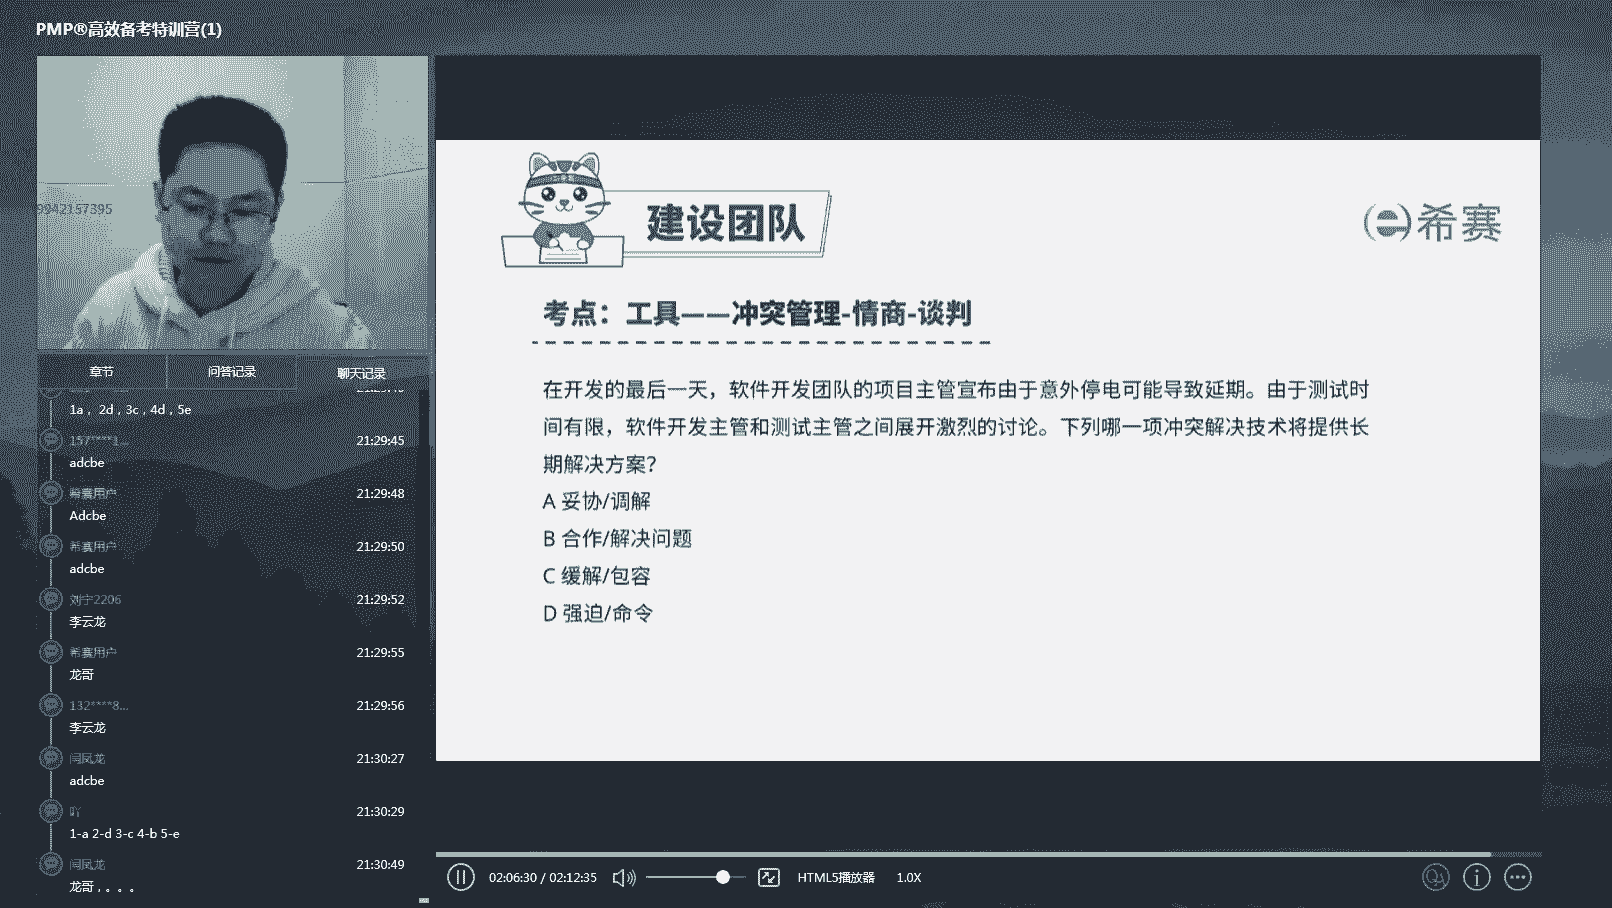 PMP®高效备考特训营(1)
9942157395
章节
问答记录
聊天记录
1a，2d，3c，4d，5e
157****1...
21:29:45
adcbe
希赛用户
21:29:48
Adcbe
希赛用户
21:29:50
adcbe
刘宁2206
21:29:52
李云龙
希赛用户
21:29:55
龙哥
132****8...
21:29:56
李云龙
闫凤龙
21:30:27
adcbe
吖
21:30:29
1-a 2-d 3-c 4-b 5-e
闫凤龙
21:30:49
龙哥，。。。
建设团队
希赛
考点：工具——冲突管理-情商-谈判
在开发的最后一天，软件开发团队的项目主管宣布由于意外停电可能导致延期。由于测试时
间有限，软件开发主管和测试主管之间展开激烈的讨论。下列哪一项冲突解决技术将提供长
期解决方案？
A 妥协/调解
B 合作/解决问题
C 缓解/包容
D 强迫/命令
02:06:30 / 02:12:35
HTML5播放器
1.0X